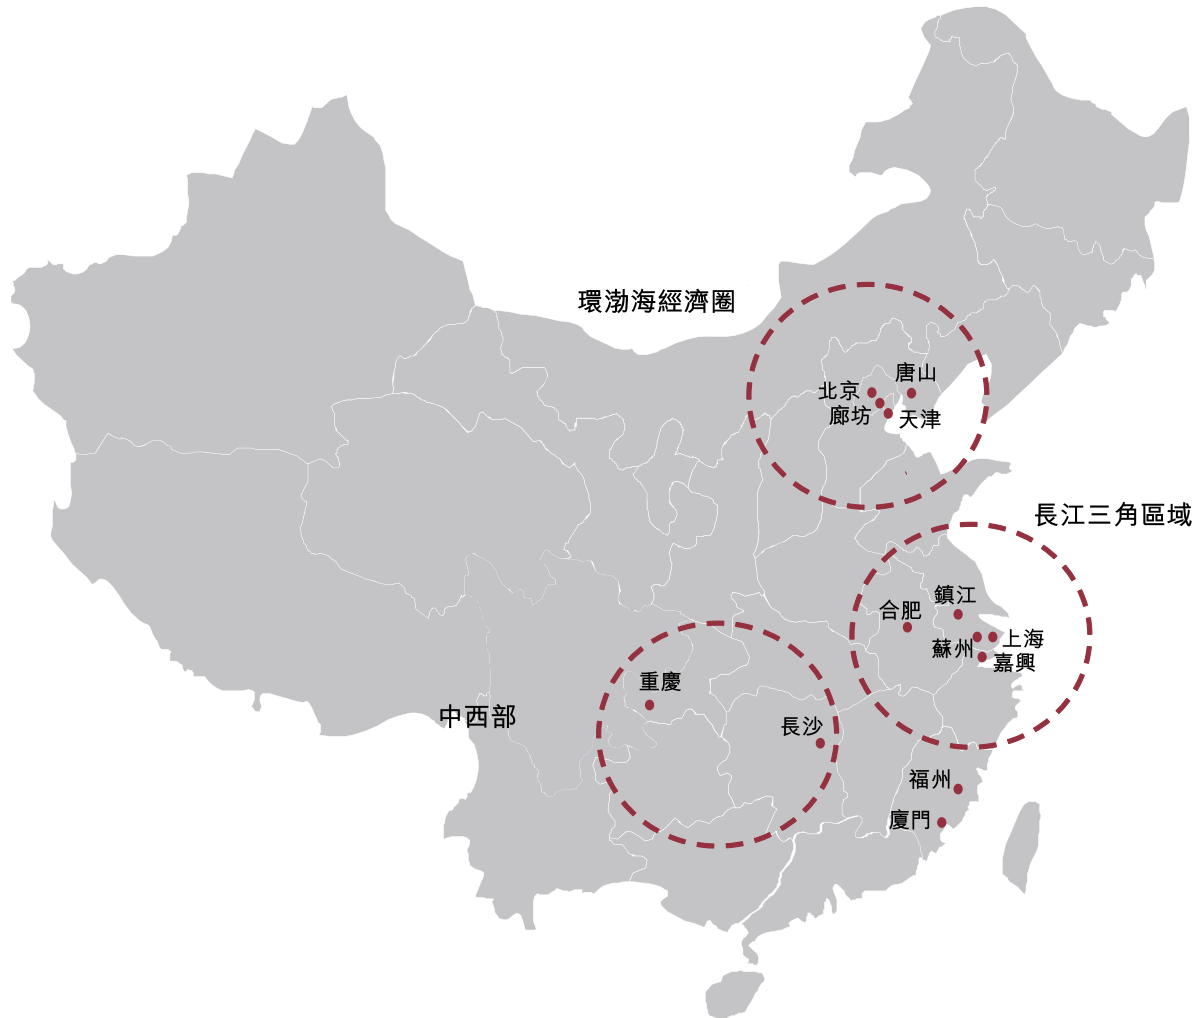 環渤海經濟圈
唐山
北京
廊坊
天津
長江三角區域
鎮江
合肥
上海
蘇州
嘉興
重慶
中西部
長沙
福州
廈門